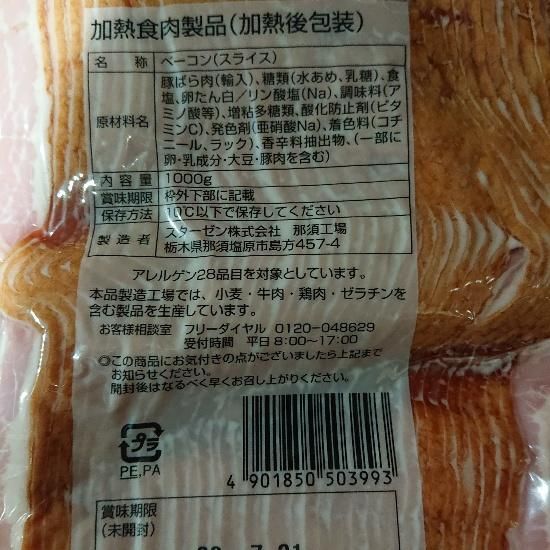 加熱食肉製品(加熱後包装)
名 称 ベーコン(スライス)
原材料名 豚ばら肉(輸入)、糖類(水あめ、乳糖)、食
塩、卵たん白/リン酸塩(Na)、調味料(ア
ミノ酸等)、増粘多糖類、酸化防止剤(ビタ
ミンC)、発色剤(亜硝酸Na)、着色料(コチ
ニール、ラック)、香辛料抽出物、(一部に
卵・乳成分・大豆・豚肉を含む)
内容量 1000g
賞味期限 枠外下部に記載
保存方法 10℃以下で保存してください
製造者 スターゼン株式会社 那須工場
栃木県那須塩原市島方457-4
アレルゲン28品目を対象としています。
本品製造工場では、小麦・牛肉・鶏肉・ゼラチンを
含む製品を生産しています。
お客様相談室 フリーダイヤル 0120-048629
受付時間 平日 8:00〜17:00
◎この商品にお気付きの点がございましたら上記まで
お知らせください。
開封後はなるべく早くお召し上がりください。
プラ
PE,PA
4 901850 503993
賞味期限
(未開封)